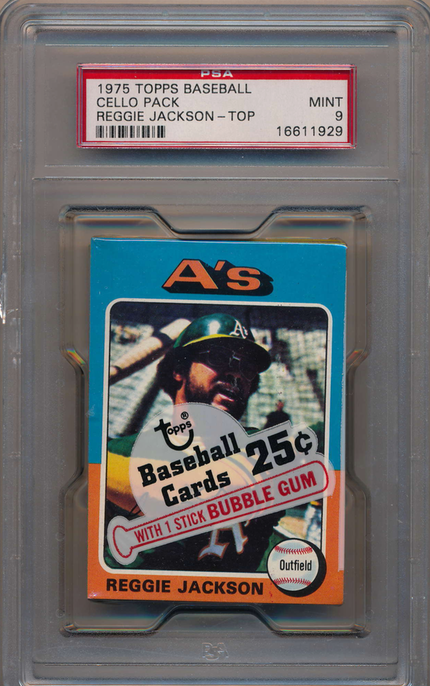 PSA
1975 TOPPS BASEBALL
CELLO PACK MINT
REGGIE JACKSON - TOP 9
16611929
A's
A's
topps®
Baseball
Cards 25¢
WITH 1 STICK BUBBLE GUM
Outfield
REGGIE JACKSON
PSA